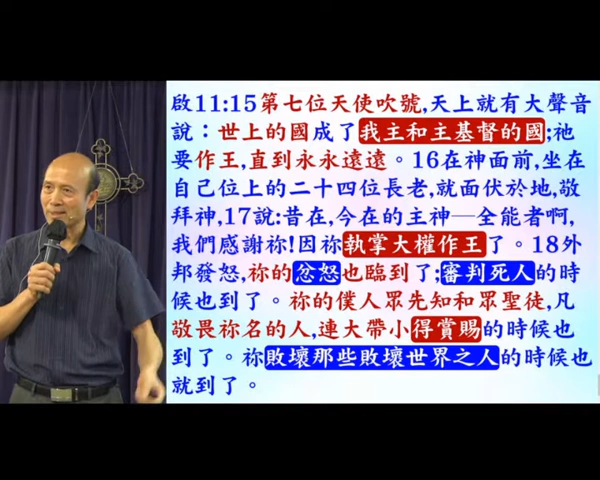 啟11:15第七位天使吹號,天上就有大聲音
說：世上的國成了我主和主基督的國;祂
要作王,直到永永遠遠。16在神面前,坐在
自己位上的二十四位長老,就面伏於地,敬
拜神,17說:昔在,今在的主神─全能者啊,
我們感謝祢!因祢執掌大權作王了。18外
邦發怒,祢的忿怒也臨到了;審判死人的時
候也到了。祢的僕人眾先知和眾聖徒,凡
敬畏祢名的人,連大帶小得賞賜的時候也
到了。祢敗壞那些敗壞世界之人的時候也
就到了。